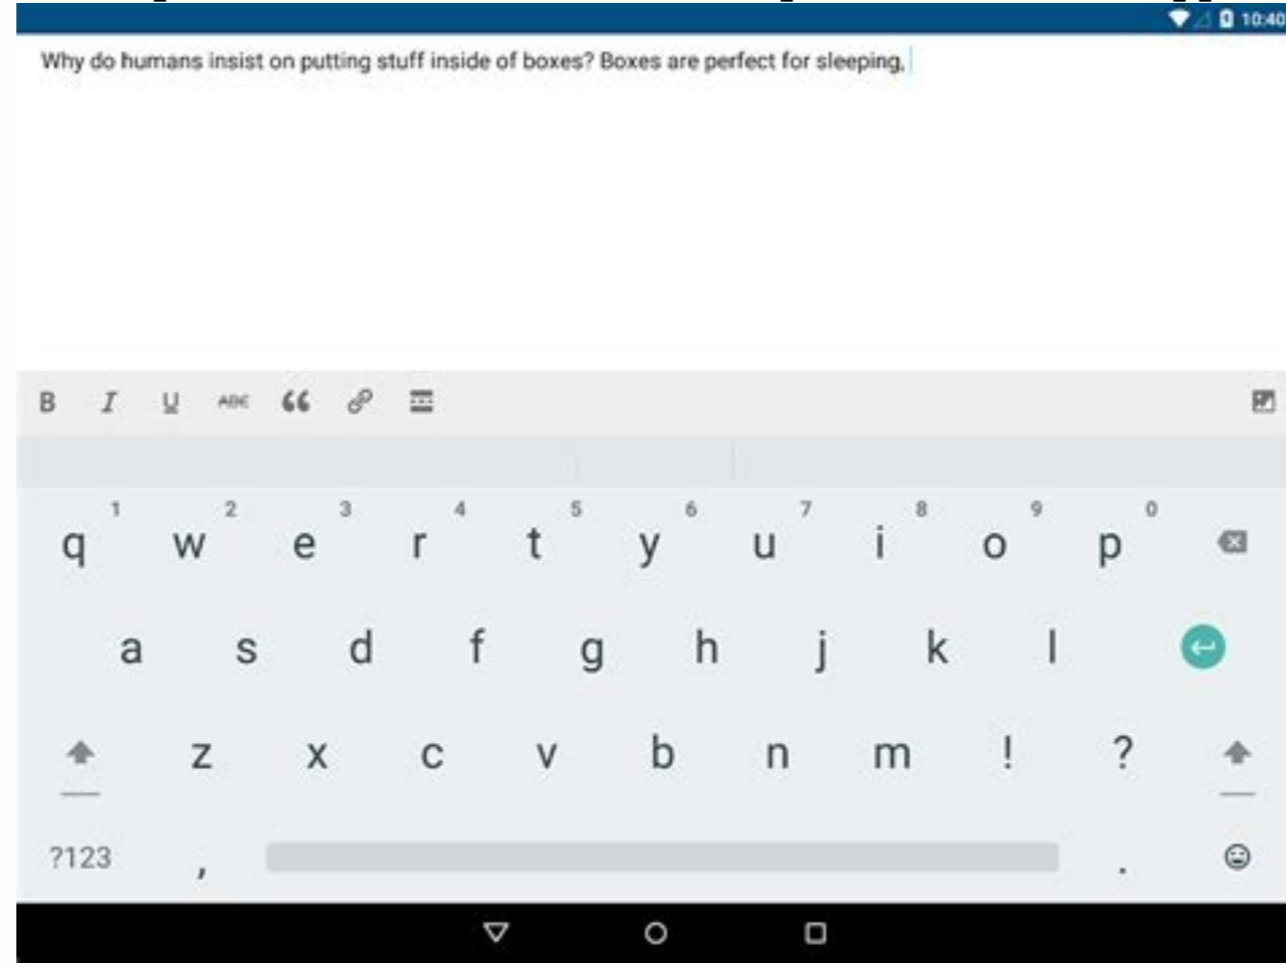 10:40
Why do humans insist on putting stuff inside of boxes? Boxes are perfect for sleeping,
B I U ABC
1 2 3 4 5 6 7 8 9 0
q w e r t y u i o p
a s d f g h j k l
z x c v b n m ! ?
?123 , .